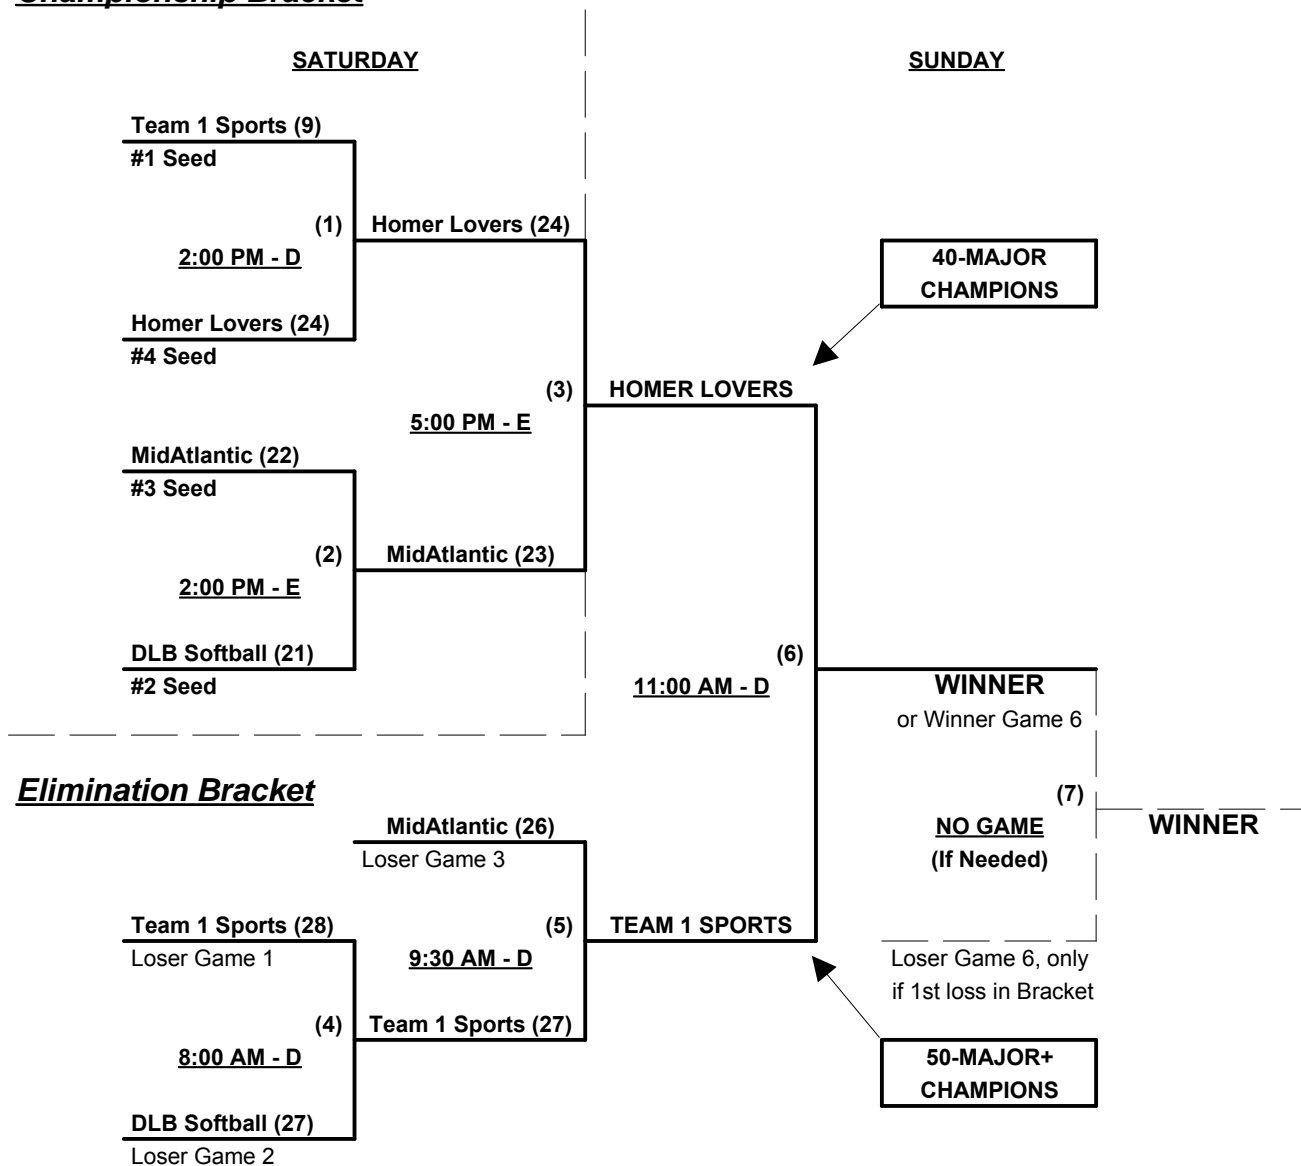 Championship Bracket
SATURDAY
SUNDAY
Team 1 Sports (9)
#1 Seed
(1)
Homer Lovers (24)
2:00 PM - D
40-MAJOR
CHAMPIONS
Homer Lovers (24)
#4 Seed
(3)
HOMER LOVERS
5:00 PM - E
MidAtlantic (22)
#3 Seed
(2)
MidAtlantic (23)
2:00 PM - E
DLB Softball (21)
#2 Seed
(6)
11:00 AM - D
WINNER
or Winner Game 6
Elimination Bracket
(7)
MidAtlantic (26)
NO GAME
WINNER
Loser Game 3
(If Needed)
Team 1 Sports (28)
(5)
TEAM 1 SPORTS
Loser Game 1
9:30 AM - D
Loser Game 6, only
if 1st loss in Bracket
(4)
Team 1 Sports (27)
8:00 AM - D
50-MAJOR+
CHAMPIONS
DLB Softball (27)
Loser Game 2